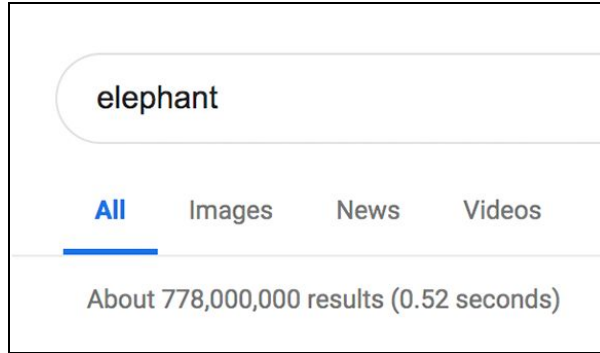 elephant
All Images News Videos
About 778,000,000 results (0.52 seconds)